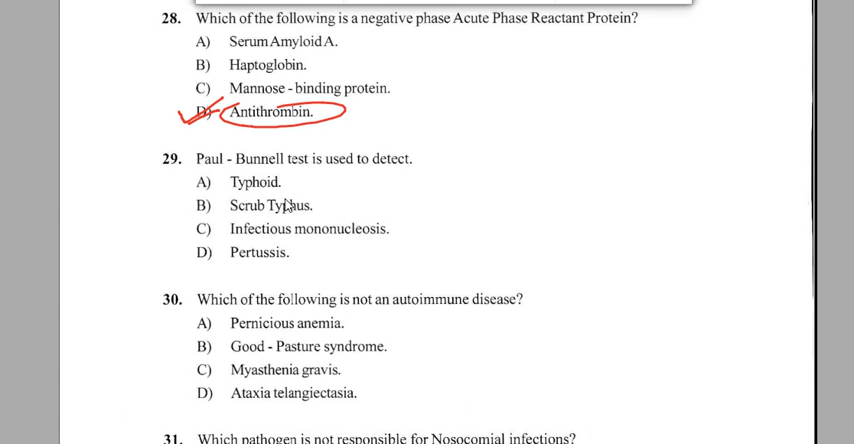 28. Which of the following is a negative phase Acute Phase Reactant Protein?
A) Serum Amyloid A.
B) Haptoglobin.
C) Mannose - binding protein.
D) Antithrombin.
29. Paul - Bunnell test is used to detect.
A) Typhoid.
B) Scrub Typhus.
C) Infectious mononucleosis.
D) Pertussis.
30. Which of the following is not an autoimmune disease?
A) Pernicious anemia.
B) Good - Pasture syndrome.
C) Myasthenia gravis.
D) Ataxia telangiectasia.
31. Which pathogen is not responsible for Nosocomial infections?